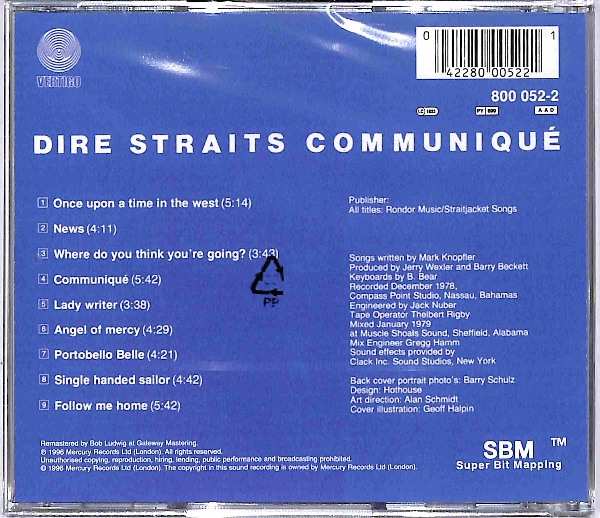 VERTIGO
0 42280 00522 1
800 052-2
LC 1633 PY 899 AAD
DIRE STRAITS COMMUNIQUÉ
1 Once upon a time in the west (5:14)
2 News (4:11)
3 Where do you think you're going? (3:43)
4 Communiqué (5:42)
5 Lady writer (3:38)
6 Angel of mercy (4:29)
7 Portobello Belle (4:21)
8 Single handed sailor (4:42)
9 Follow me home (5:42)
PP
Publisher:
All titles: Rondor Music/Straitjacket Songs
Songs written by Mark Knopfler
Produced by Jerry Wexler and Barry Beckett
Keyboards by B. Bear
Recorded December 1978,
Compass Point Studio, Nassau, Bahamas
Engineered by Jack Nuber
Tape Operator Thelbert Rigby
Mixed January 1979
at Muscle Shoals Sound, Sheffield, Alabama
Mix Engineer Gregg Hamm
Sound effects provided by
Clack Inc. Sound Studios, New York
Back cover portrait photo's: Barry Schulz
Design: Hothouse
Art direction: Alan Schmidt
Cover illustration: Geoff Halpin
Remastered by Bob Ludwig at Gateway Mastering.
℗ 1996 Mercury Records Ltd (London). All rights reserved.
Unauthorised copying, reproduction, hiring, lending, public performance and broadcasting prohibited.
© 1996 Mercury Records Ltd (London). The copyright in this sound recording is owned by Mercury Records Ltd (London).
SBM ™
Super Bit Mapping